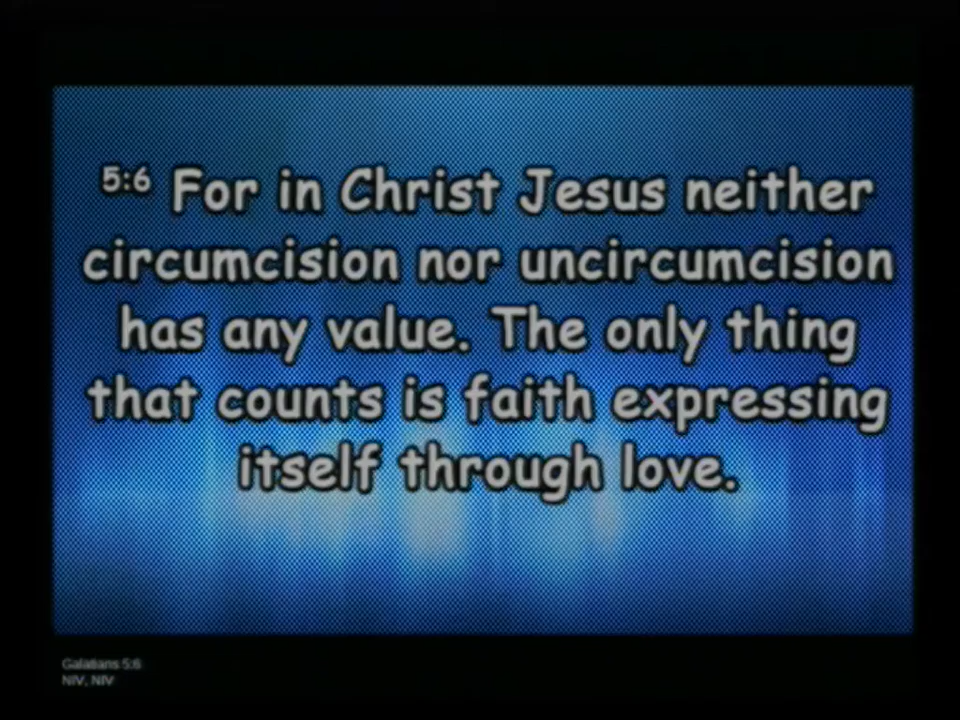 5:6 For in Christ Jesus neither
circumcision nor uncircumcision
has any value. The only thing
that counts is faith expressing
itself through love.
Galatians 5:6
NIV, NIV